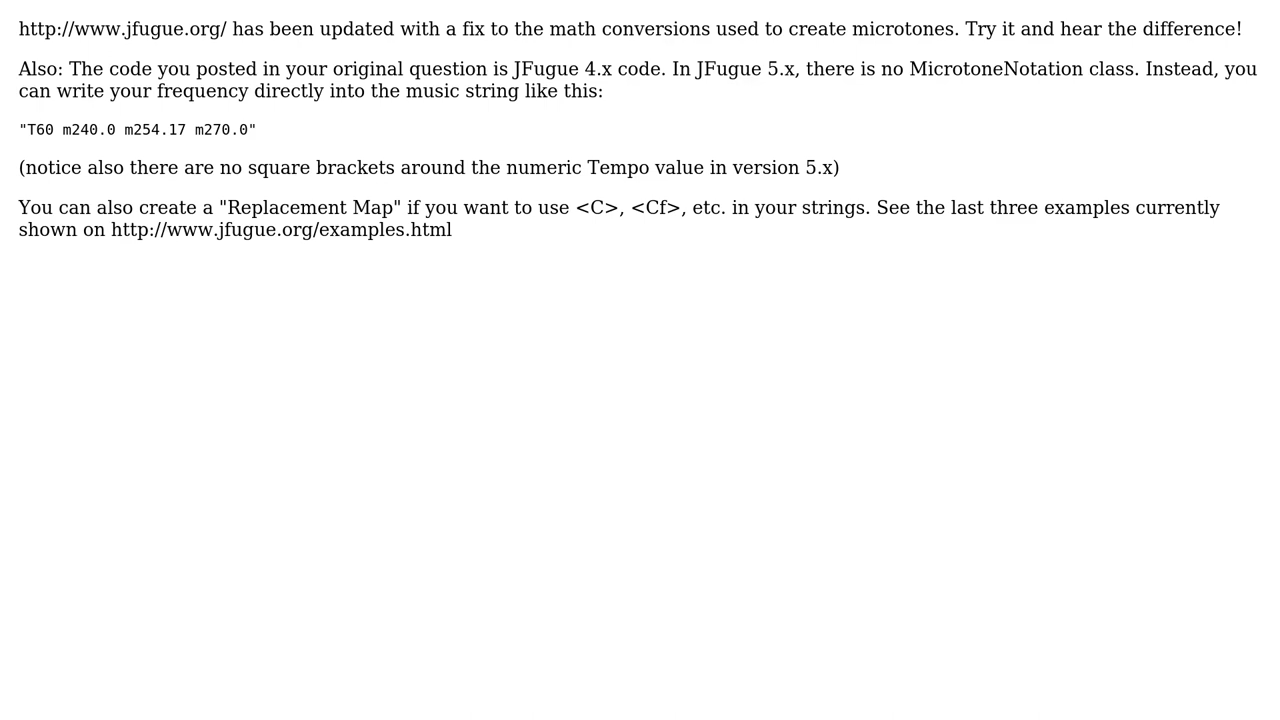 http://www.jfugue.org/ has been updated with a fix to the math conversions used to create microtones. Try it and hear the difference!
Also: The code you posted in your original question is JFugue 4.x code. In JFugue 5.x, there is no MicrotoneNotation class. Instead, you
can write your frequency directly into the music string like this:
"T60 m240.0 m254.17 m270.0"
(notice also there are no square brackets around the numeric Tempo value in version 5.x)
You can also create a "Replacement Map" if you want to use <C>, <Cf>, etc. in your strings. See the last three examples currently
shown on http://www.jfugue.org/examples.html